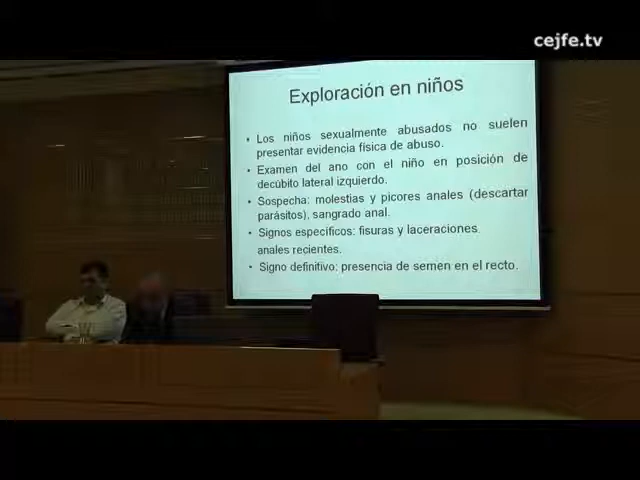 cejfe.tv
Exploración en niños
• Los niños sexualmente abusados no suelen
presentar evidencia física de abuso.
• Examen del ano con el niño en posición de
decúbito lateral izquierdo.
• Sospecha: molestias y picores anales (descartar
parásitos), sangrado anal.
• Signos específicos: fisuras y laceraciones
anales recientes.
• Signo definitivo: presencia de semen en el recto.